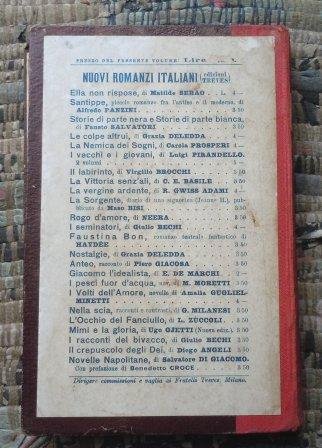 PREZZO DEL PRESENTE VOLUME: Lire
NUOVI ROMANZI ITALIANI (edizioni TREVES)
Ella non risponde, di Matilde SERAO . L. 4 —
Santippe, piccolo romanzo fra l'antico e il moderno, di
Alfredo PANZINI . . . . . 3 50
Storie di parte nera e Storie di parte bianca,
di Fausto SALVATORI . . . . 3 50
Le colpe altrui, di Grazia DELEDDA . . 4 —
La Nemica dei Sogni, di Carola PROSPERI . 4 —
I vecchi e i giovani, di Luigi PIRANDELLO.
2 volumi . . . . . . 3 50
Il labirinto, di Virgilio BROCCHI . . . 3 50
La Vittoria senz'ali, di C. E. BASILE . . 3 50
La vergine ardente, di R. GWISS ADAMI . 4 —
La Sorgente, diario di una signorica (Jeanne M.), pub-
blicato da Maso BISI . . . . 3 50
Rogo d'amore, di NEERA . . . . 3 50
I seminatori, di Giulio BECHI . . . 4 —
Faustina Bon, romanzo teatrale fantastico di
HAYDÉE . . . . . . 3 50
Nostalgie, di Grazia DELEDDA . . . 3 50
Anteo, racconto di Piero GIACOSA . . 3 50
Giacomo l'idealista, di E. DE MARCHI . 2 —
I pesci fuor d'acqua, nov. di M. MORETTI . 3 50
I Volti dell'Amore, novelle di Amalia GUGLIEL-
MINETTI . . . . . . 4 —
Nella scia, racconti e contrasti, di G. MILANESI . 3 50
L'Occhio del Fanciullo, di L. ZUCCOLI . . 3 50
Mimì e la gloria, di Ugo OJETTI (Nuova ediz.) . 3 50
I racconti del bivacco, di Giulio BECHI . 3 50
Il crepuscolo degli Dei, di Diego ANGELI . 3 50
Novelle Napolitane, di Salvatore DI GIACOMO.
Con prefazione di Benedetto CROCE . . 3 50
Dirigere commissioni e vaglia ai Fratelli Treves, Milano.